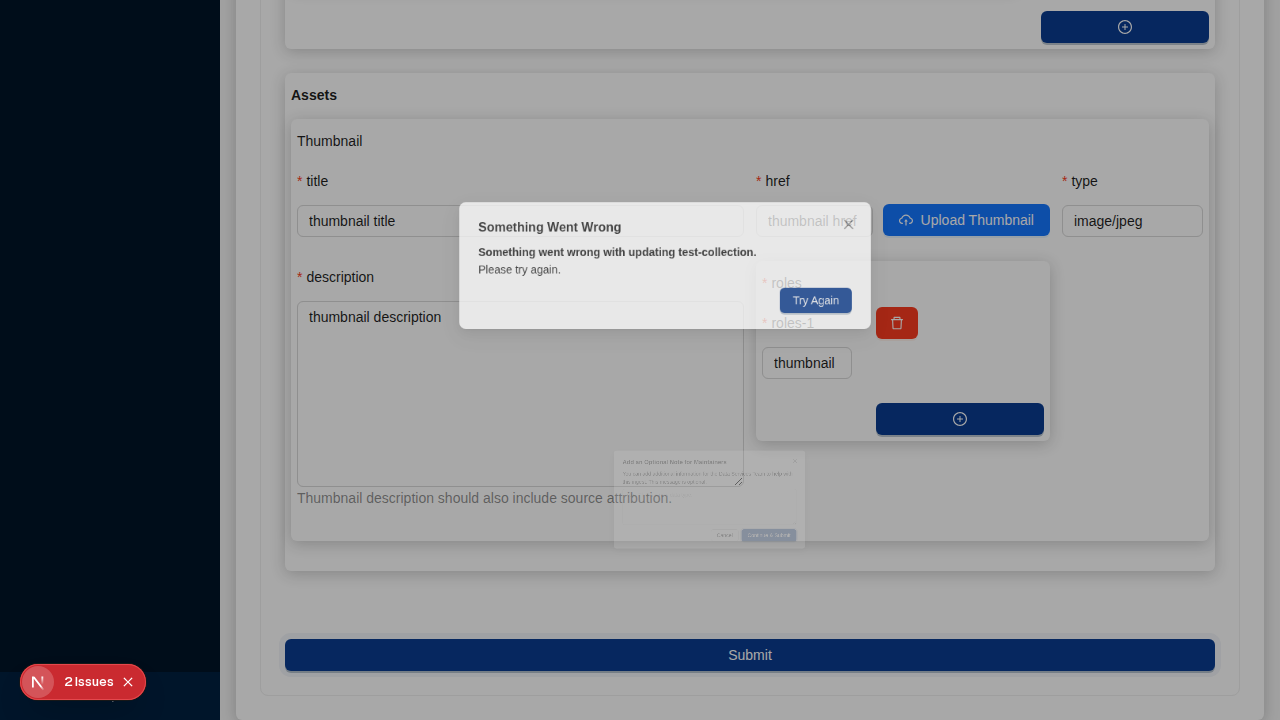 Assets
Thumbnail
* title
* href
* type
thumbnail title
thumbnail href
Upload Thumbnail
image/jpeg
Something Went Wrong
Something went wrong with updating test-collection.
Please try again.
Try Again
* description
thumbnail description
* roles
* roles-1
thumbnail
Add an Optional Note for Maintainers
Cancel
Continue & Submit
Thumbnail description should also include source attribution.
Submit
2 Issues